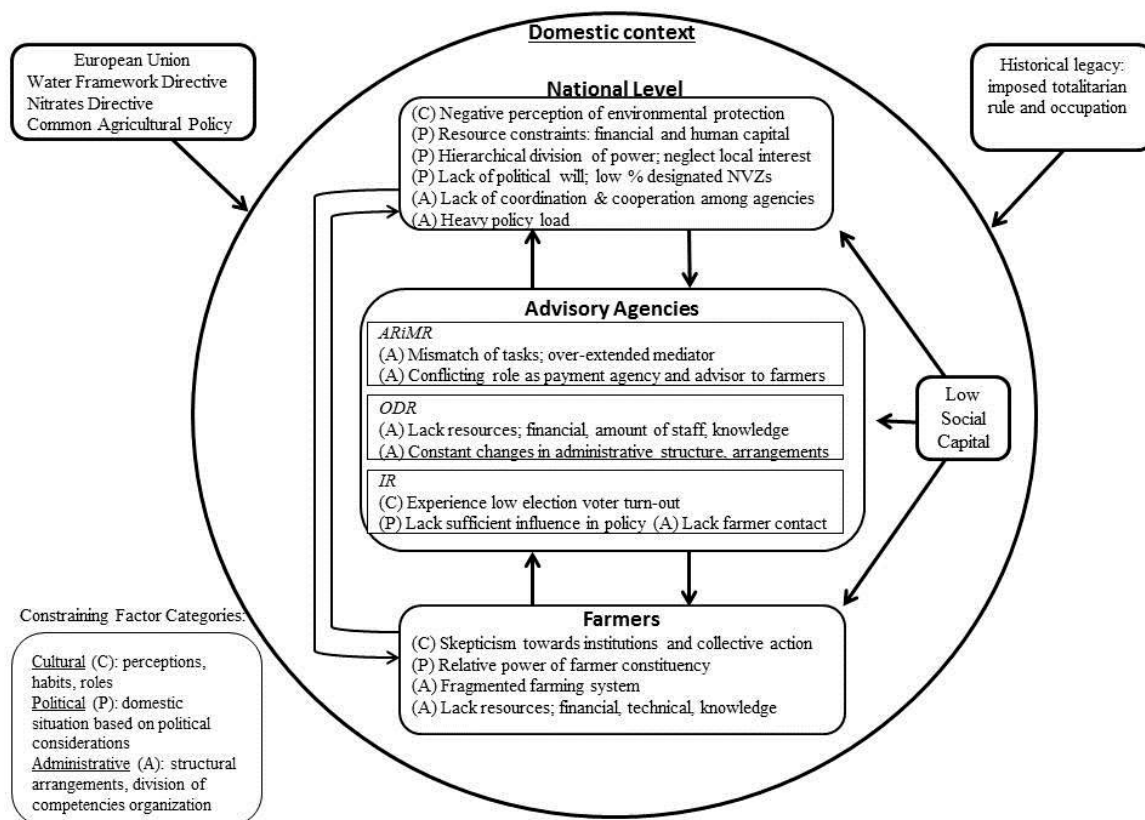 Domestic context
European Union
Water Framework Directive
Nitrates Directive
Common Agricultural Policy
Historical legacy:
imposed totalitarian
rule and occupation
National Level
(C) Negative perception of environmental protection
(P) Resource constraints: financial and human capital
(P) Hierarchical division of power; neglect local interest
(P) Lack of political will; low % designated NVZs
(A) Lack of coordination & cooperation among agencies
(A) Heavy policy load
Advisory Agencies
ARiMR
(A) Mismatch of tasks; over-extended mediator
(A) Conflicting role as payment agency and advisor to farmers
ODR
(A) Lack resources; financial, amount of staff, knowledge
(A) Constant changes in administrative structure, arrangements
IR
(C) Experience low election voter turn-out
(P) Lack sufficient influence in policy (A) Lack farmer contact
Low
Social
Capital
Farmers
(C) Skepticism towards institutions and collective action
(P) Relative power of farmer constituency
(A) Fragmented farming system
(A) Lack resources; financial, technical, knowledge
Constraining Factor Categories:
Cultural (C): perceptions,
habits, roles
Political (P): domestic
situation based on political
considerations
Administrative (A): structural
arrangements, division of
competencies organization